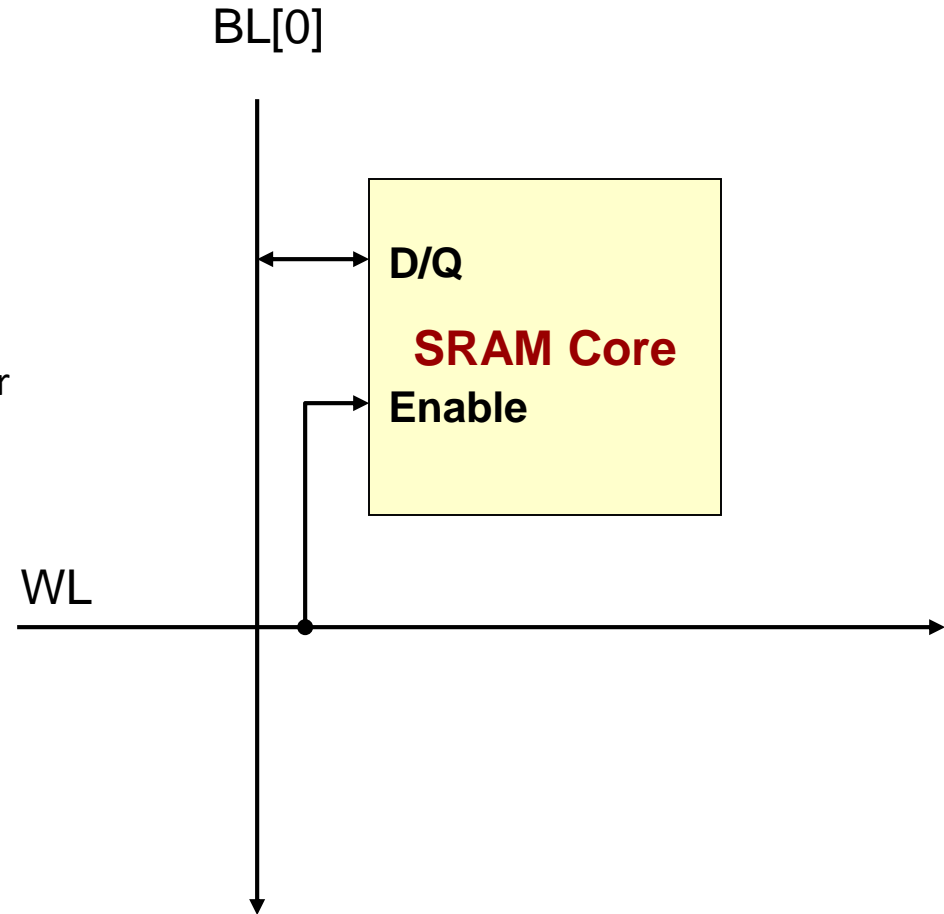 BL[0]
D/Q
SRAM Core
r
Enable
WL